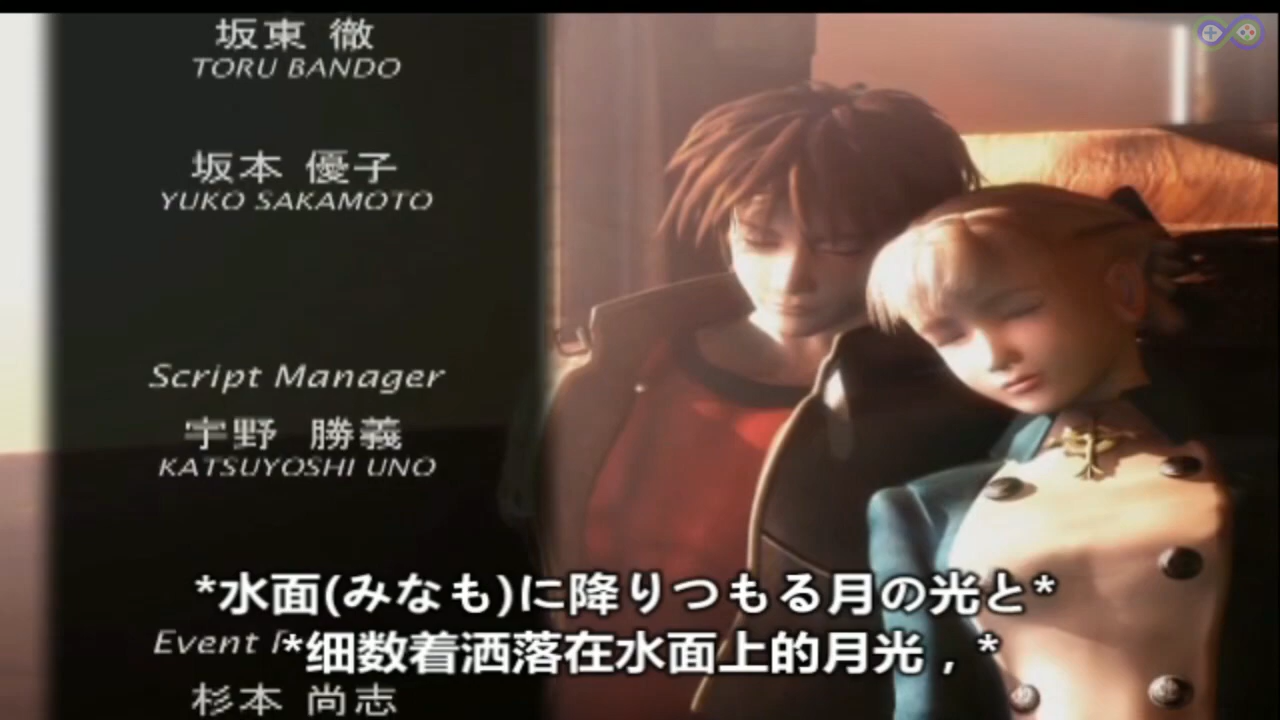 坂東 徹
TORU BANDO
坂本 優子
YUKO SAKAMOTO
Script Manager
宇野 勝義
KATSUYOSHI UNO
*水面(みなも)に降りつもる月の光と*
Event
*细数着洒落在水面上的月光，*
杉本 尚志